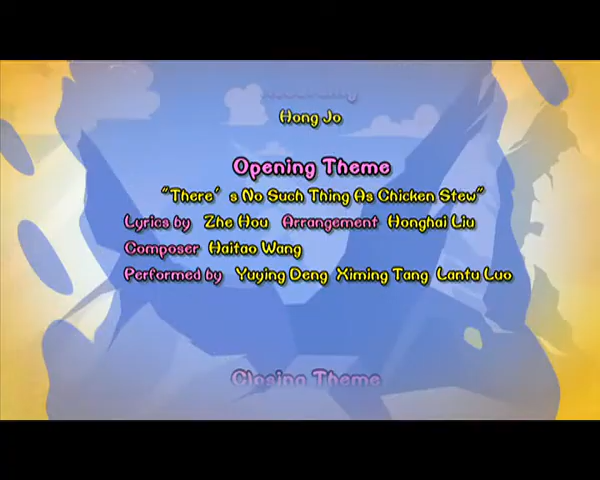 Recording
Hong Jo
Opening Theme
"There's No Such Thing As Chicken Stew"
Lyrics by Zhe Hou Arrangement Honghai Liu
Composer Haitao Wang
Performed by Yuying Deng Ximing Tang Lantu Luo
Closing Theme